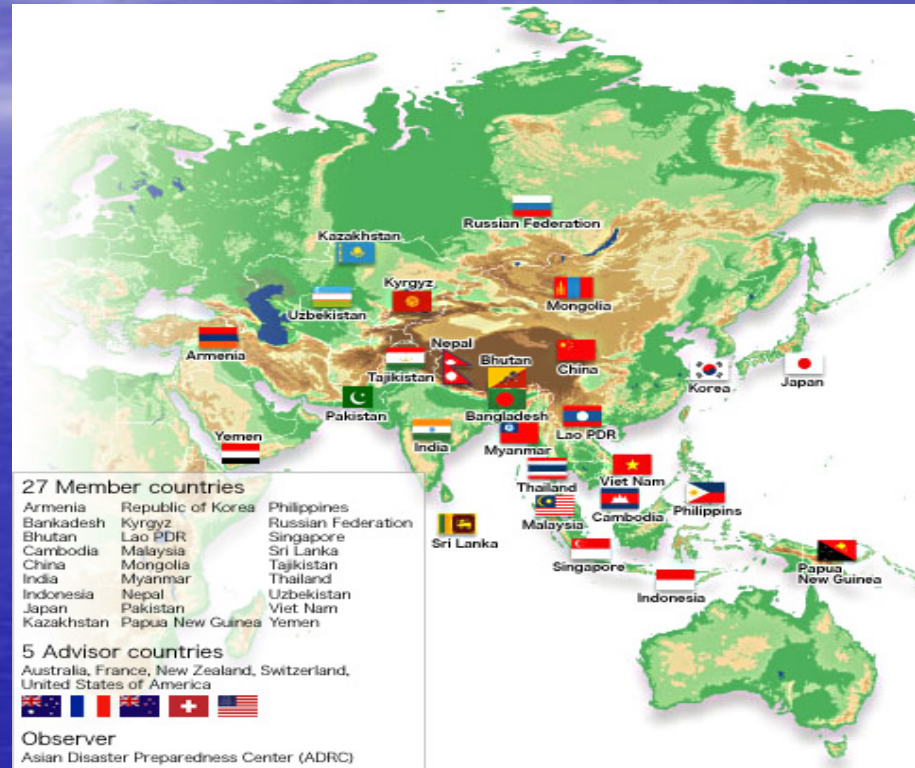 Russian Federation
Kazakhstan
Kyrgyz
Mongolia
Uzbekistan
Armenia
Nepal
Bhutan
China
Tajikistan
Korea
Japan
Pakistan
Bangladesh
India
Lao PDR
Myanmar
Yemen
Thailand
Viet Nam
Malaysia
Cambodia
Philippins
Sri Lanka
Singapore
Papua
New Guinea
Indonesia
27 Member countries
Armenia Republic of Korea Philippines
Bankadesh Kyrgyz Russian Federation
Bhutan Lao PDR Singapore
Cambodia Malaysia Sri Lanka
China Mongolia Tajikistan
India Myanmar Thailand
Indonesia Nepal Uzbekistan
Japan Pakistan Viet Nam
Kazakhstan Papua New Guinea Yemen
5 Advisor countries
Australia, France, New Zealand, Switzerland,
United States of America
Observer
Asian Disaster Preparedness Center (ADRC)